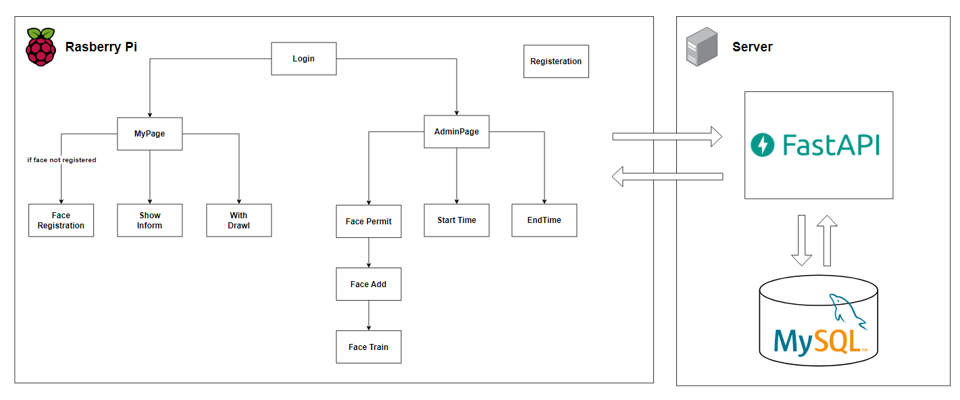 Rasberry Pi
Login
Registeration
MyPage
AdminPage
if face not registered
Face
Registration
Show
Inform
With
Drawl
Face Permit
Start Time
EndTime
Face Add
Face Train
Server
FastAPI
MySQL